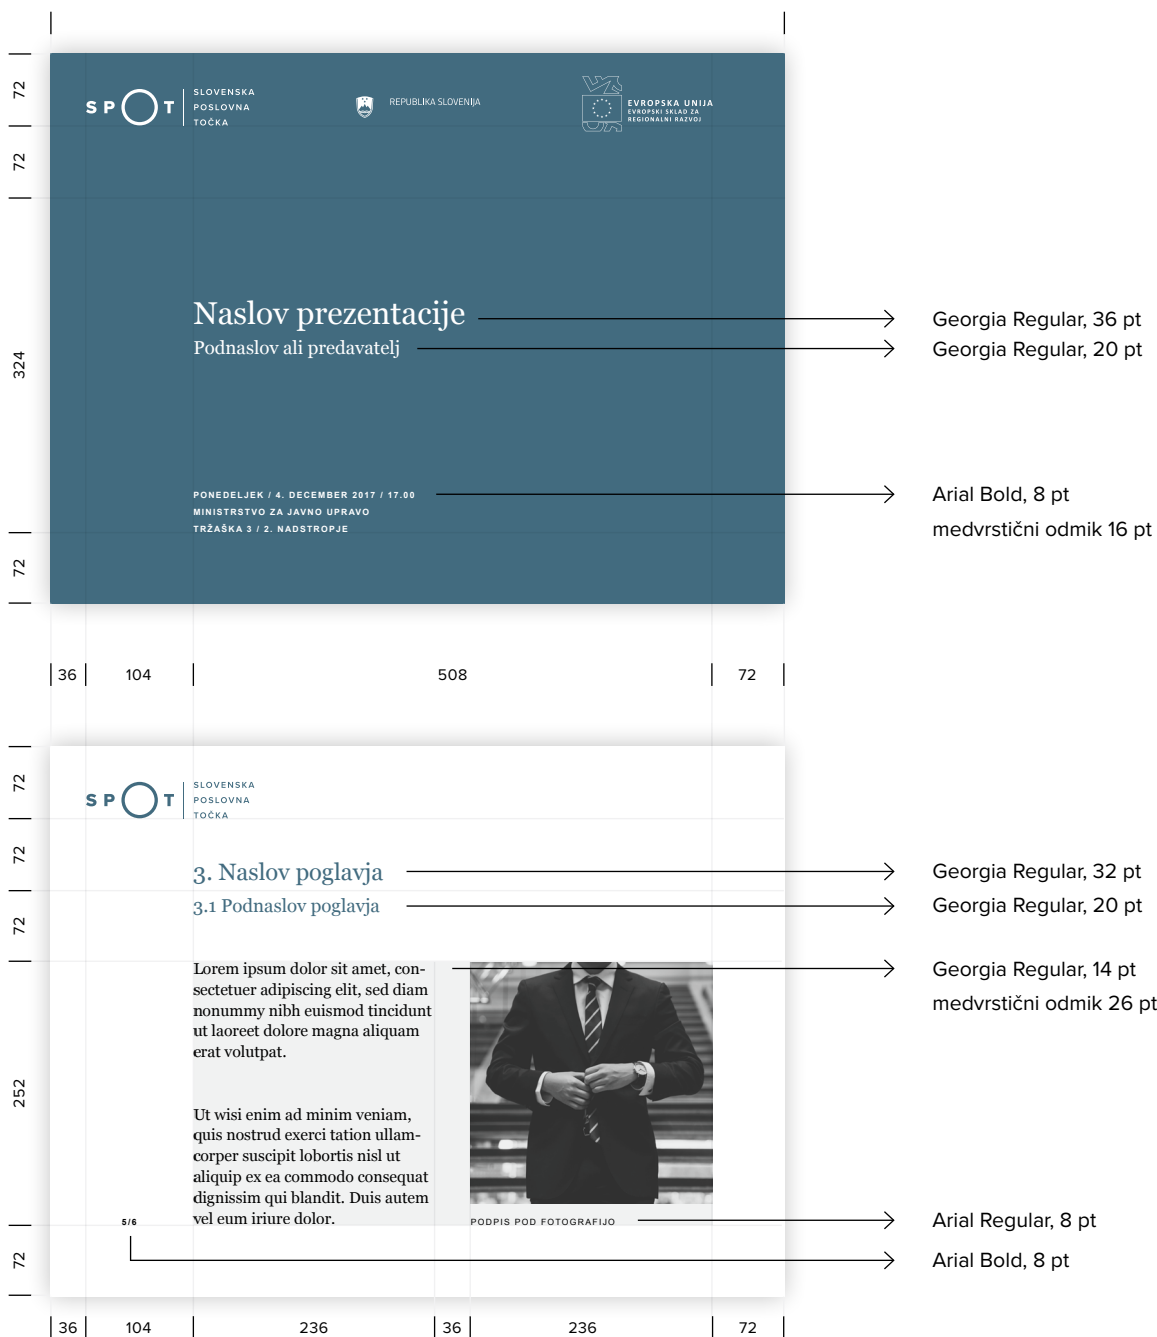 72
72
324
72
SPOT
SLOVENSKA
POSLOVNA
TOČKA
REPUBLIKA SLOVENIJA
EVROPSKA UNIJA
EVROPSKI SKLAD ZA
REGIONALNI RAZVOJ
Naslov prezentacije
Georgia Regular, 36 pt
Podnaslov ali predavatelj
Georgia Regular, 20 pt
PONEDELJEK / 4. DECEMBER 2017 / 17.00
MINISTRSTVO ZA JAVNO UPRAVO
TRŽAŠKA 3 / 2. NADSTROPJE
Arial Bold, 8 pt
medvrstični odmik 16 pt
36 104 508 72
72
72
72
252
72
SPOT
SLOVENSKA
POSLOVNA
TOČKA
3. Naslov poglavja
Georgia Regular, 32 pt
3.1 Podnaslov poglavja
Georgia Regular, 20 pt
Lorem ipsum dolor sit amet, con-
sectetuer adipiscing elit, sed diam
nonummy nibh euismod tincidunt
ut laoreet dolore magna aliquam
erat volutpat.
Ut wisi enim ad minim veniam,
quis nostrud exerci tation ullam-
corper suscipit lobortis nisl ut
aliquip ex ea commodo consequat
dignissim qui blandit. Duis autem
vel eum iriure dolor.
Georgia Regular, 14 pt
medvrstični odmik 26 pt
PODPIS POD FOTOGRAFIJO
Arial Regular, 8 pt
5/6
Arial Bold, 8 pt
36 104 236 36 236 72